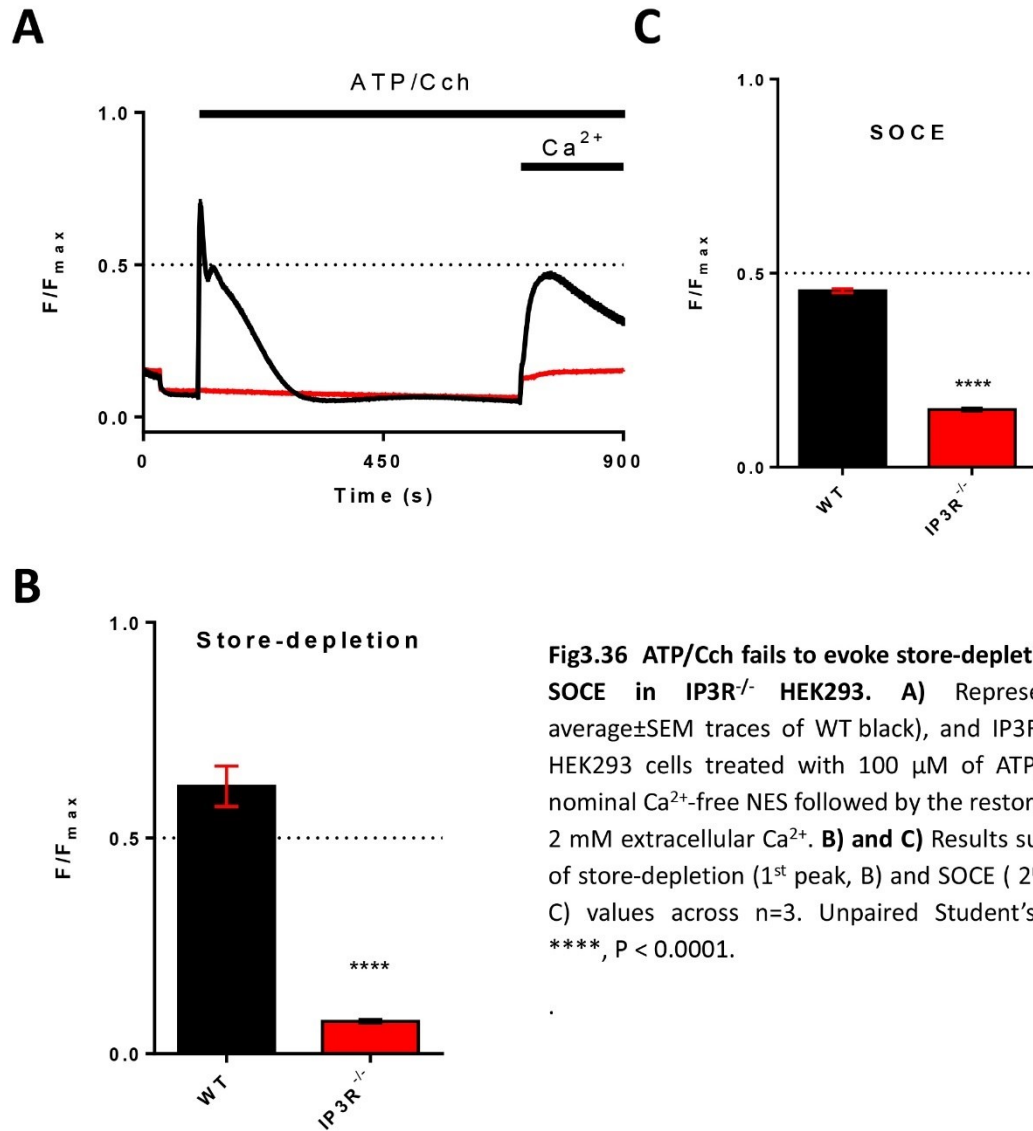 A
ATP/Cch
Ca²⁺
1.0
0.5
0.0
F/Fmax
0
450
900
Time (s)
C
SOCE
1.0
0.5
0.0
F/Fmax
****
WT
IP3R-/-
B
Store-depletion
1.0
0.5
0.0
F/Fmax
****
WT
IP3R-/-
Fig3.36 ATP/Cch fails to evoke store-deplet
SOCE in IP3R-/- HEK293. A) Represe
average±SEM traces of WT black), and IP3R
HEK293 cells treated with 100 µM of ATP
nominal Ca²⁺-free NES followed by the restor
2 mM extracellular Ca²⁺. B) and C) Results su
of store-depletion (1st peak, B) and SOCE ( 2
C) values across n=3. Unpaired Student's
****, P < 0.0001.
.